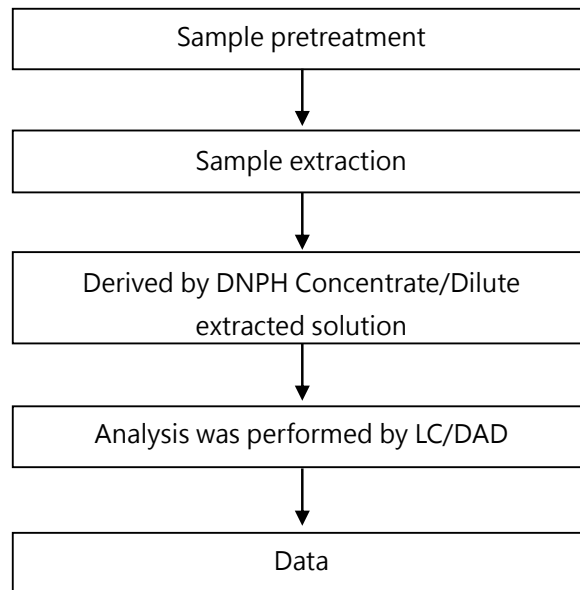 Sample pretreatment
Sample extraction
Derived by DNPH Concentrate/Dilute
extracted solution
Analysis was performed by LC/DAD
Data